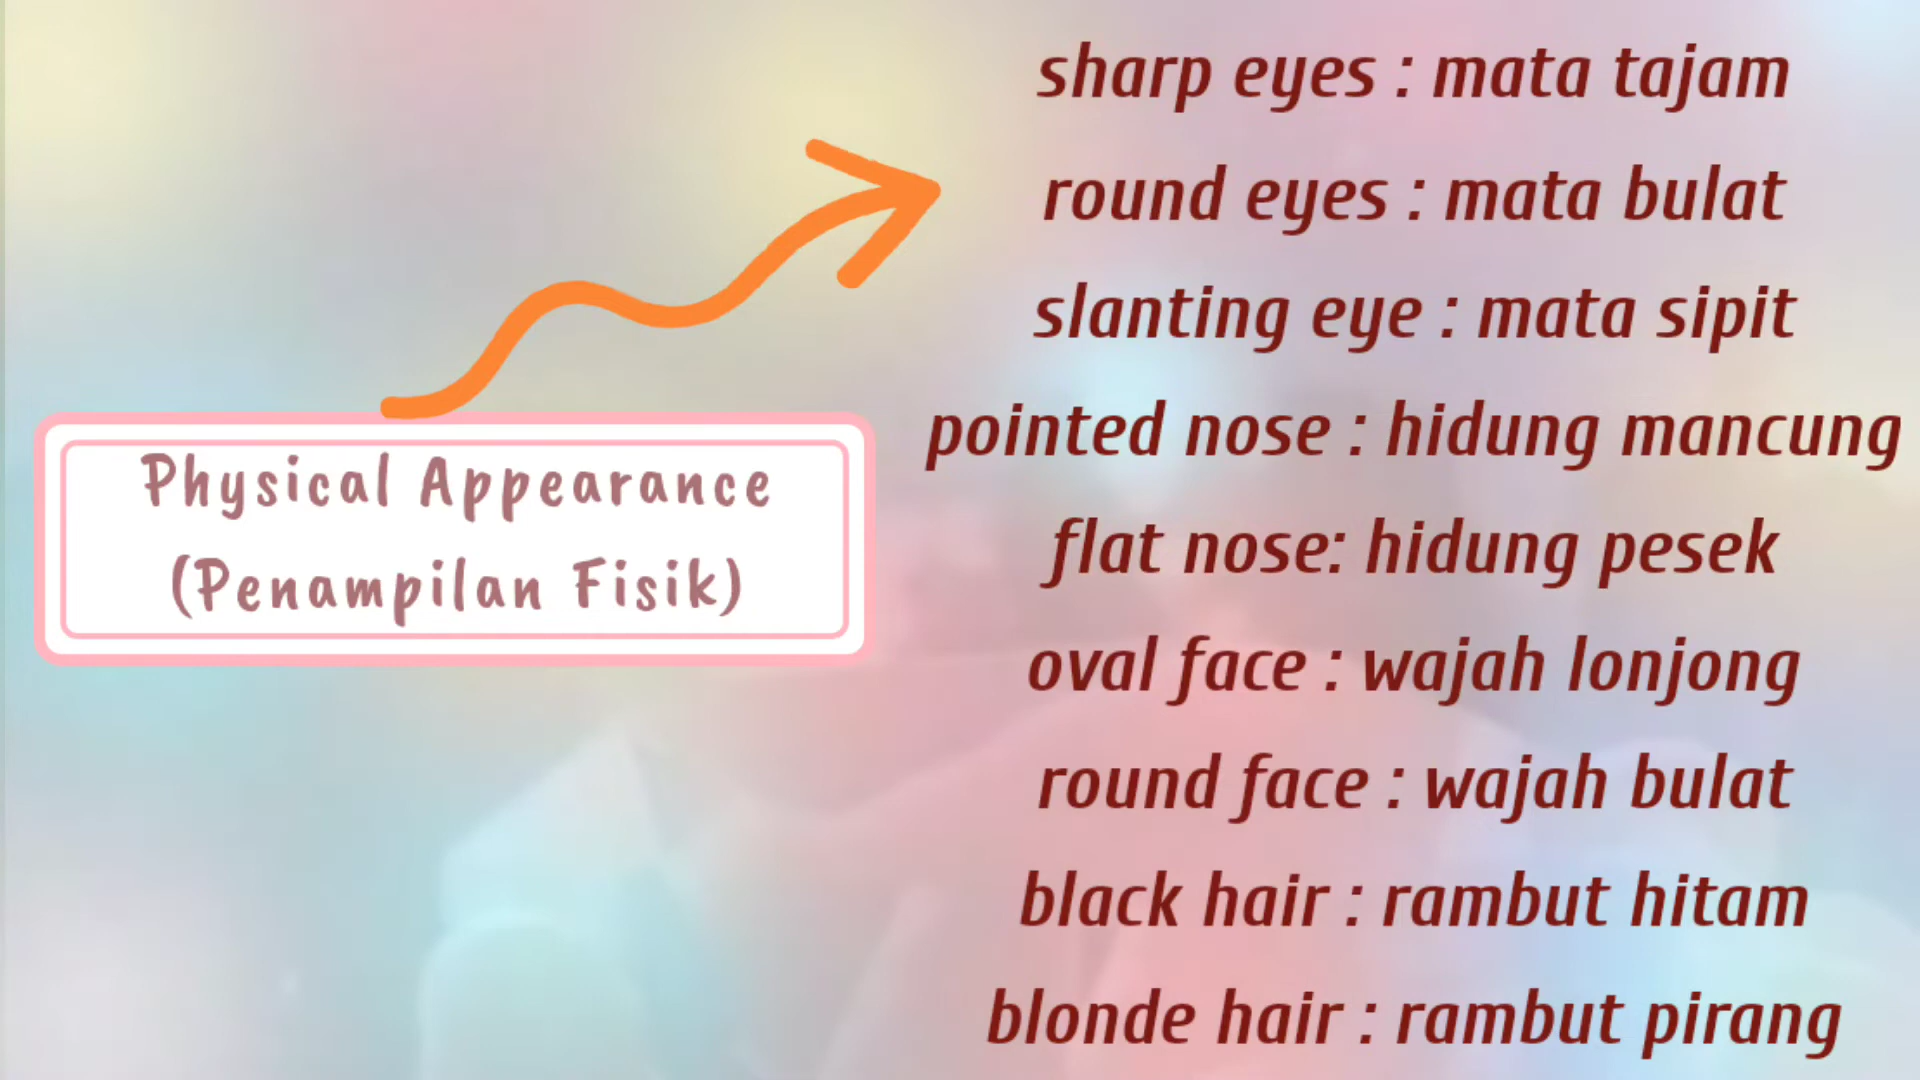 Physical Appearance
(Penampilan Fisik)
sharp eyes : mata tajam
round eyes : mata bulat
slanting eye : mata sipit
pointed nose : hidung mancung
flat nose: hidung pesek
oval face : wajah lonjong
round face : wajah bulat
black hair : rambut hitam
blonde hair : rambut pirang